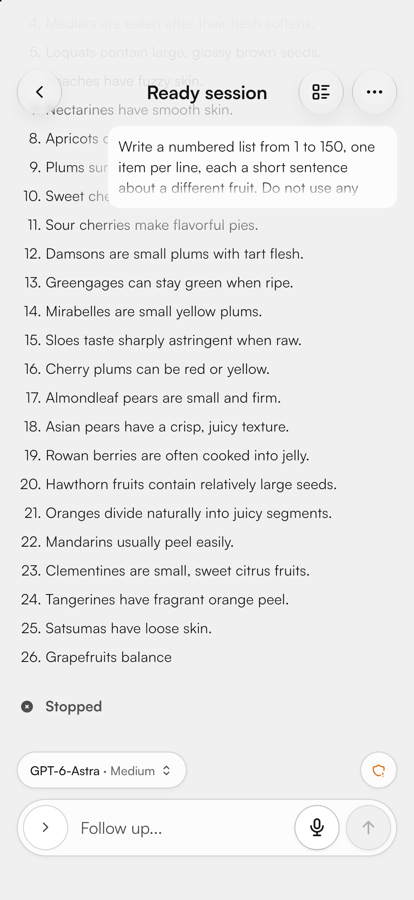 4. Medlars are eaten after their flesh softens.
5. Loquats contain large, glossy brown seeds.
Peaches have fuzzy skin.
Ready session
7. Nectarines have smooth skin.
8. Apricots
Write a numbered list from 1 to 150, one
item per line, each a short sentence
about a different fruit. Do not use any
9. Plums
10. Sweet
11. Sour cherries make flavorful pies.
12. Damsons are small plums with tart flesh.
13. Greengages can stay green when ripe.
14. Mirabelles are small yellow plums.
15. Sloes taste sharply astringent when raw.
16. Cherry plums can be red or yellow.
17. Almondleaf pears are small and firm.
18. Asian pears have a crisp, juicy texture.
19. Rowan berries are often cooked into jelly.
20. Hawthorn fruits contain relatively large seeds.
21. Oranges divide naturally into juicy segments.
22. Mandarins usually peel easily.
23. Clementines are small, sweet citrus fruits.
24. Tangerines have fragrant orange peel.
25. Satsumas have loose skin.
26. Grapefruits balance
Stopped
GPT-6-Astra · Medium
Follow up...